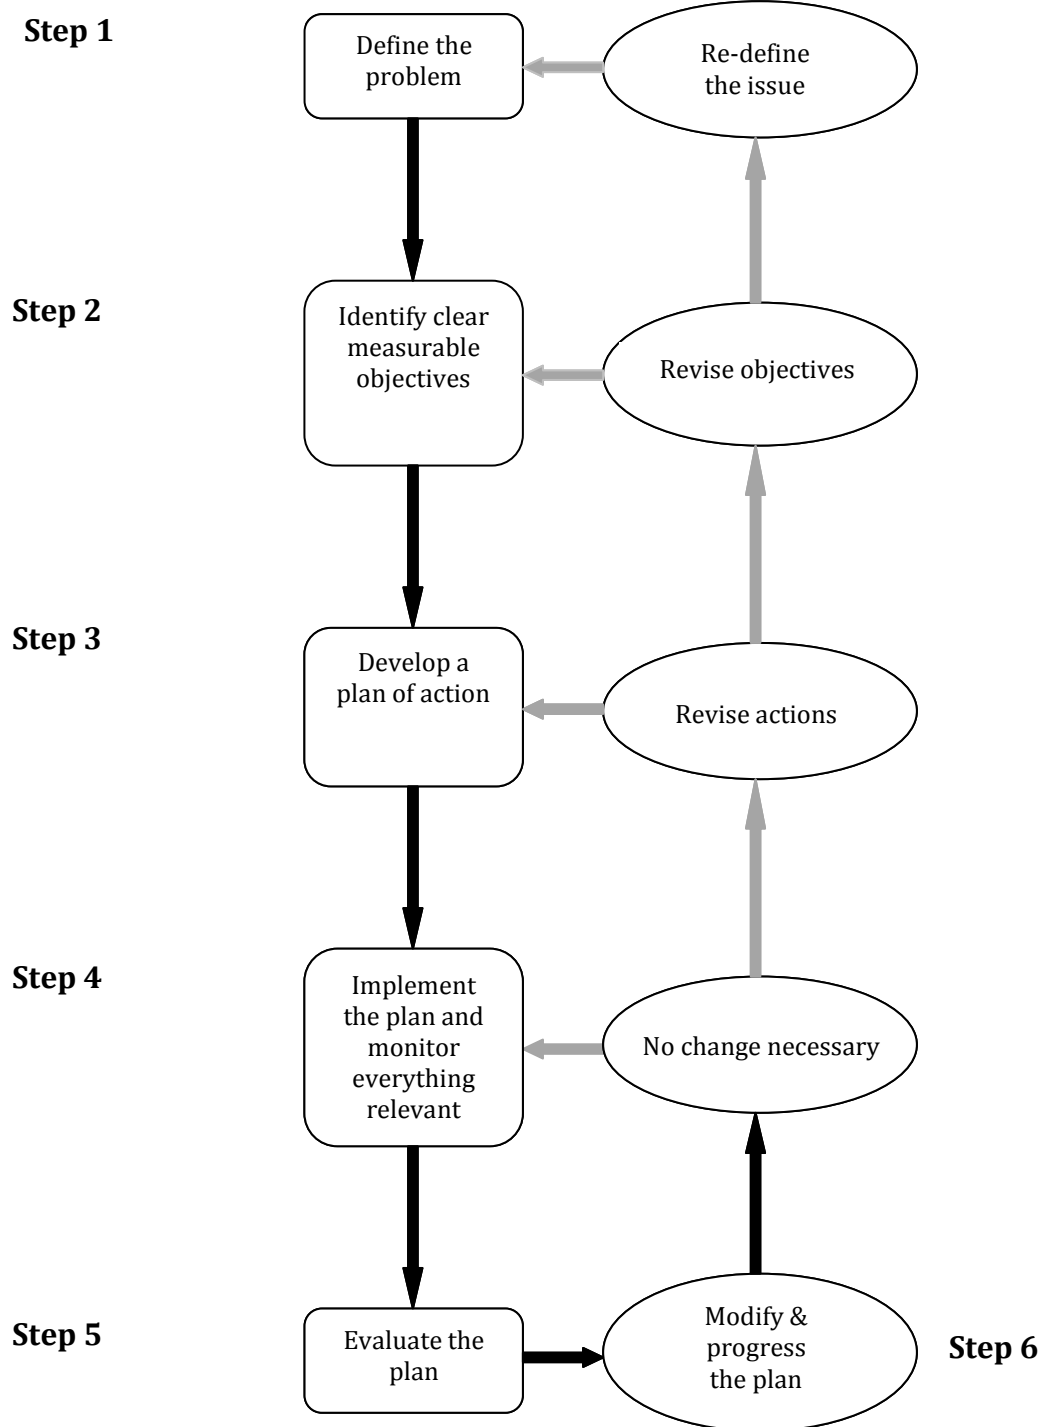 Step 1
Define the
problem
Re-define
the issue
Step 2
Identify clear
measurable
objectives
Revise objectives
Step 3
Develop a
plan of action
Revise actions
Step 4
Implement
the plan and
monitor
everything
relevant
No change necessary
Step 5
Evaluate the
plan
Modify &
progress
the plan
Step 6